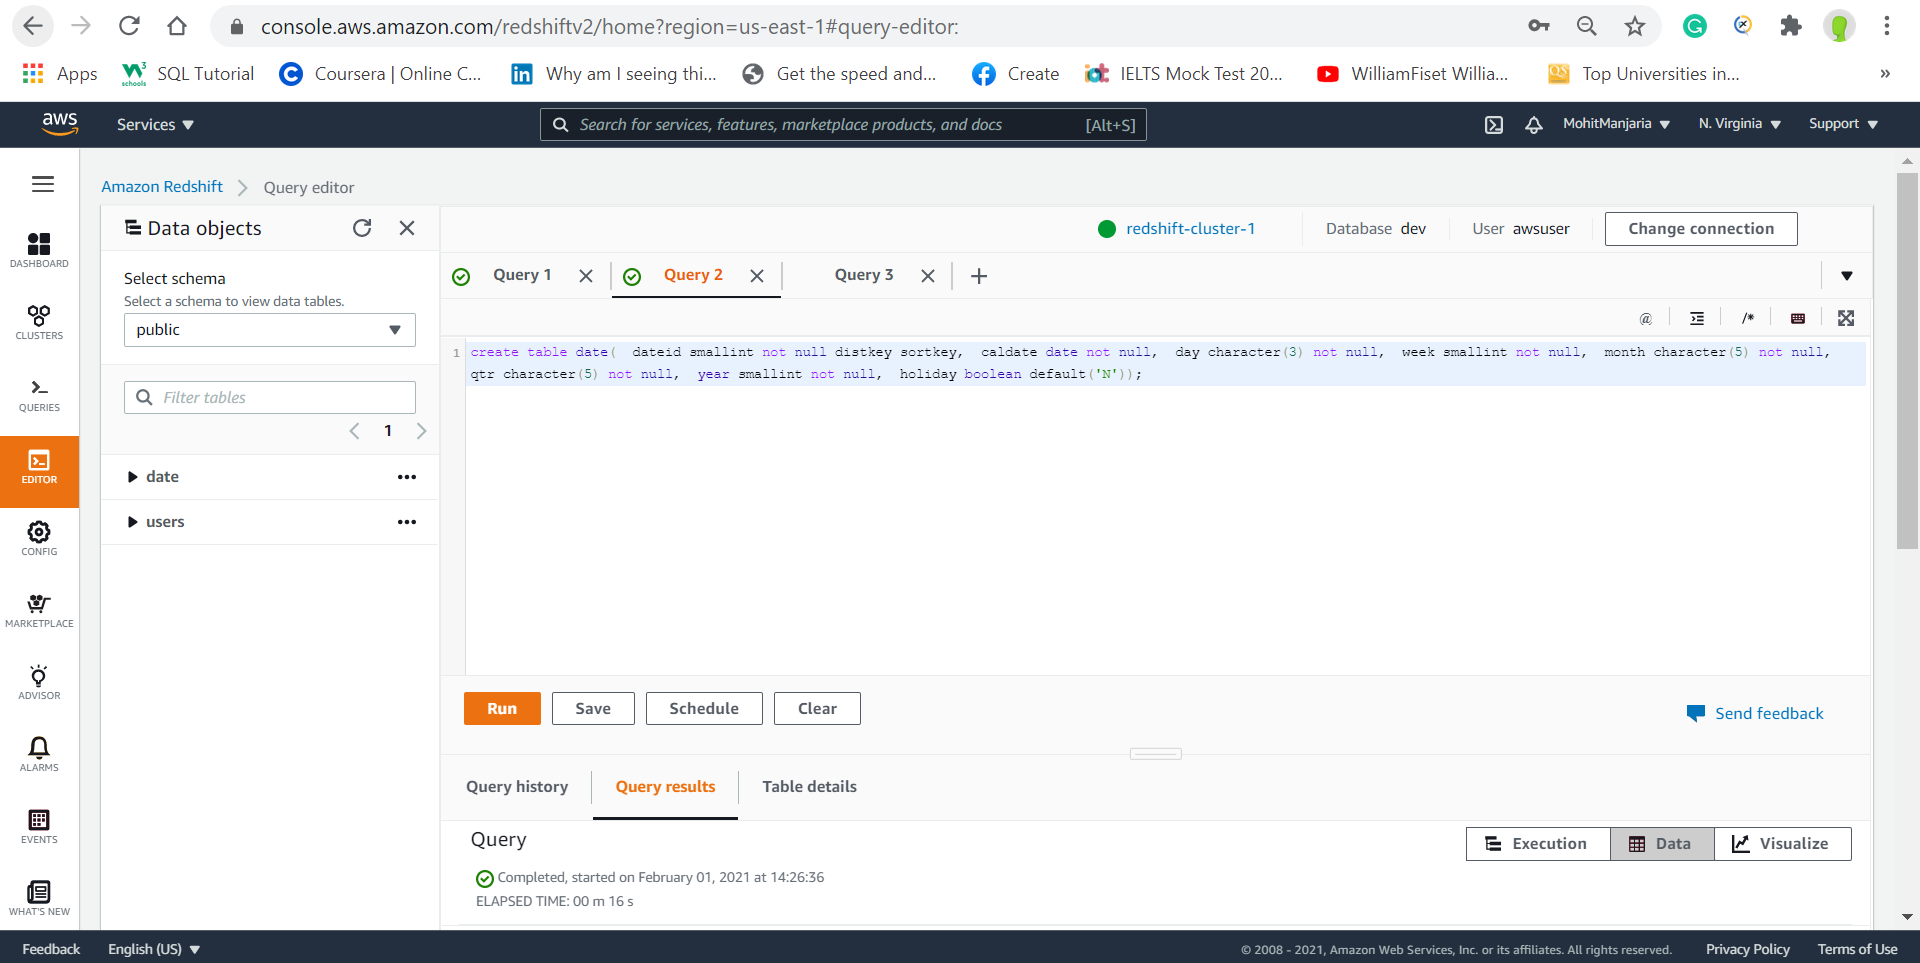 console.aws.amazon.com/redshiftv2/home?region=us-east-1#query-editor:
Apps W3 schools SQL Tutorial Coursera | Online C... Why am I seeing thi... Get the speed and... Create IELTS Mock Test 20... WilliamFiset Willia... QS Top Universities in... »
aws Services Search for services, features, marketplace products, and docs [Alt+S] MohitManjaria N. Virginia Support
Amazon Redshift Query editor
Data objects
redshift-cluster-1 Database dev User awsuser Change connection
Select schema
Select a schema to view data tables.
public
Filter tables
1
date
users
DASHBOARD
CLUSTERS
QUERIES
EDITOR
CONFIG
MARKETPLACE
ADVISOR
ALARMS
EVENTS
WHAT'S NEW
Query 1 Query 2 Query 3
@ /*
1 create table date( dateid smallint not null distkey sortkey, caldate date not null, day character(3) not null, week smallint not null, month character(5) not null,
qtr character(5) not null, year smallint not null, holiday boolean default('N'));
Run Save Schedule Clear
Send feedback
Query history Query results Table details
Query
Execution Data Visualize
Completed, started on February 01, 2021 at 14:26:36
ELAPSED TIME: 00 m 16 s
Feedback English (US) © 2008 - 2021, Amazon Web Services, Inc. or its affiliates. All rights reserved. Privacy Policy Terms of Use